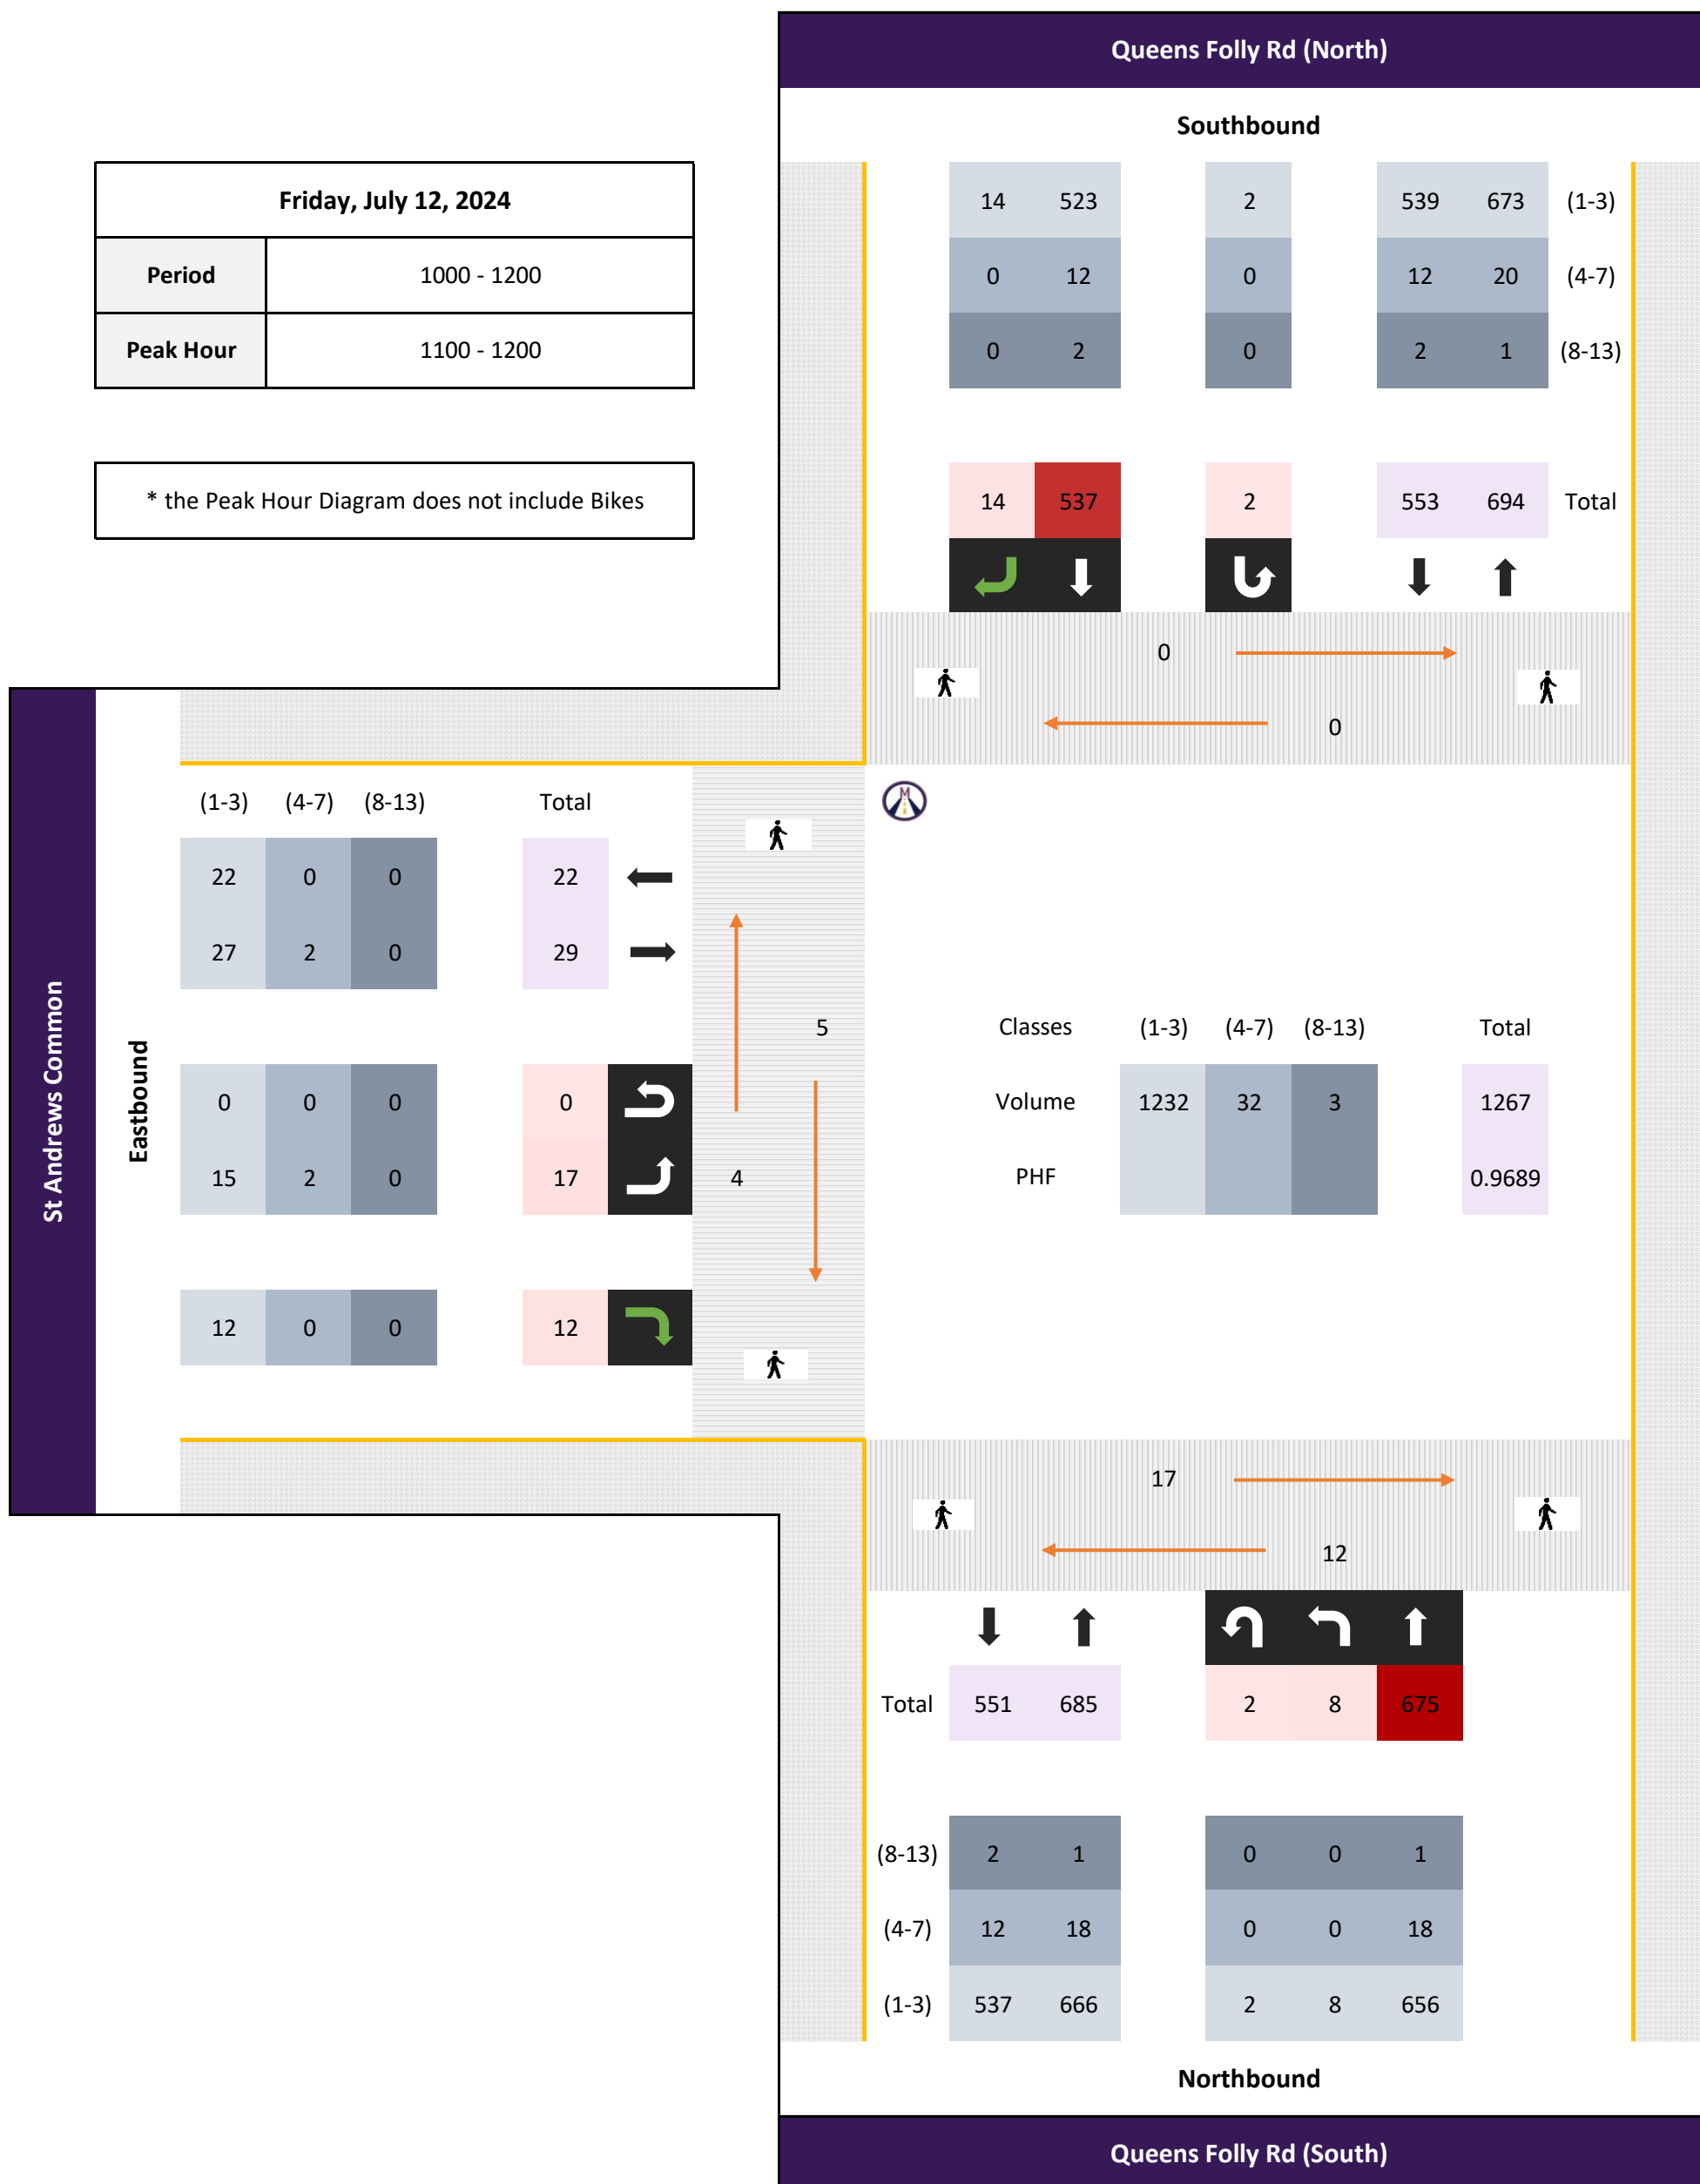 Queens Folly Rd (North)
Southbound
Friday, July 12, 2024
Period 1000 - 1200
Peak Hour 1100 - 1200
* the Peak Hour Diagram does not include Bikes
14 523 2 539 673 (1-3)
0 12 0 12 20 (4-7)
0 2 0 2 1 (8-13)
14 537 2 553 694 Total
0
0
St Andrews Common
Eastbound
(1-3) (4-7) (8-13) Total
22 0 0 22
27 2 0 29
0 0 0 0
15 2 0 17
12 0 0 12
5
4
M
Classes (1-3) (4-7) (8-13) Total
Volume 1232 32 3 1267
PHF 0.9689
17
12
Total 551 685 2 8 675
(8-13) 2 1 0 0 1
(4-7) 12 18 0 0 18
(1-3) 537 666 2 8 656
Northbound
Queens Folly Rd (South)